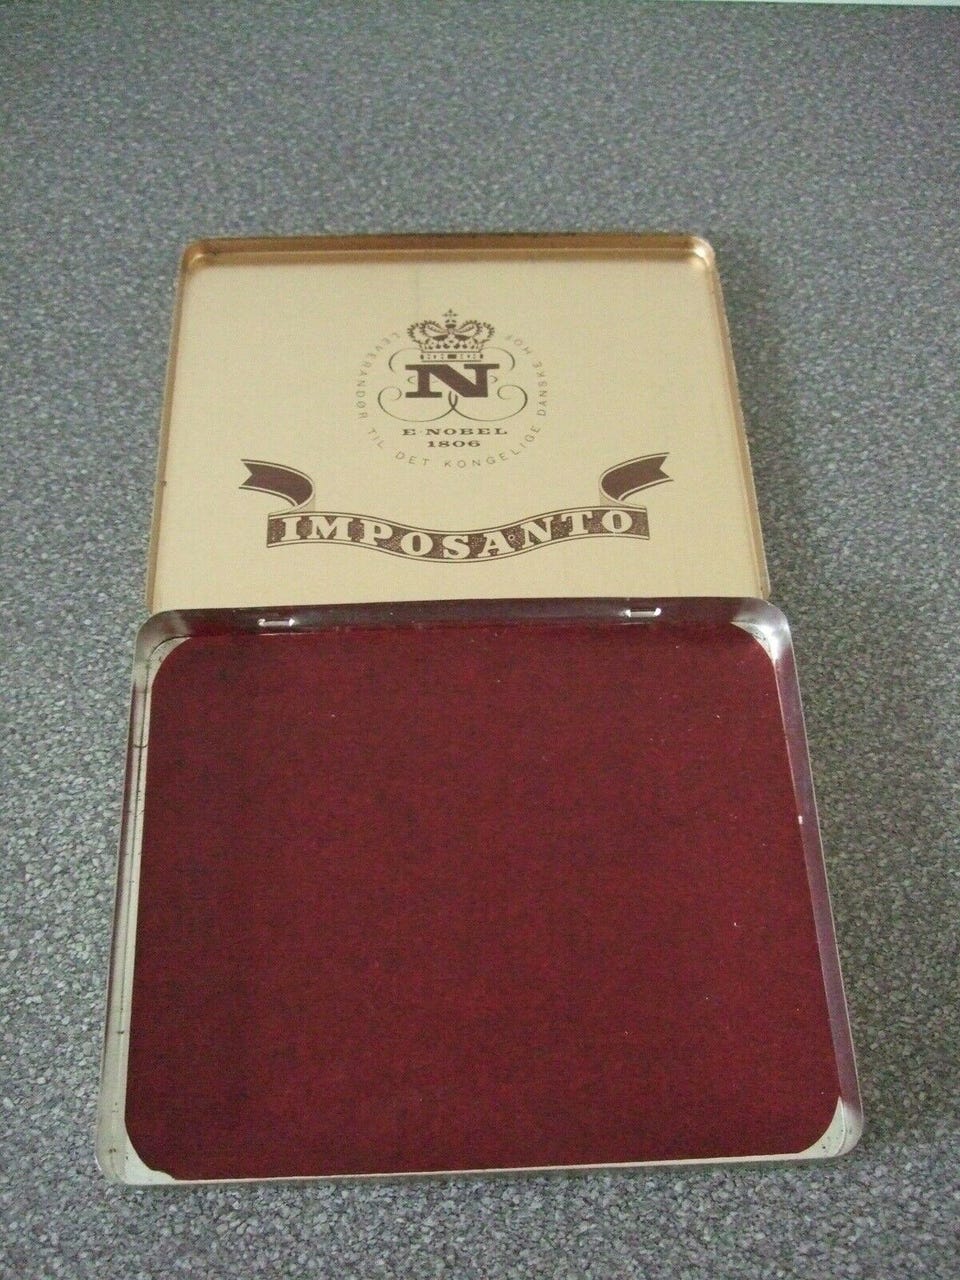 N
E·NOBEL
1806
LEVERANDØR TIL DET KONGELIGE DANSKE HOF
IMPOSANTO